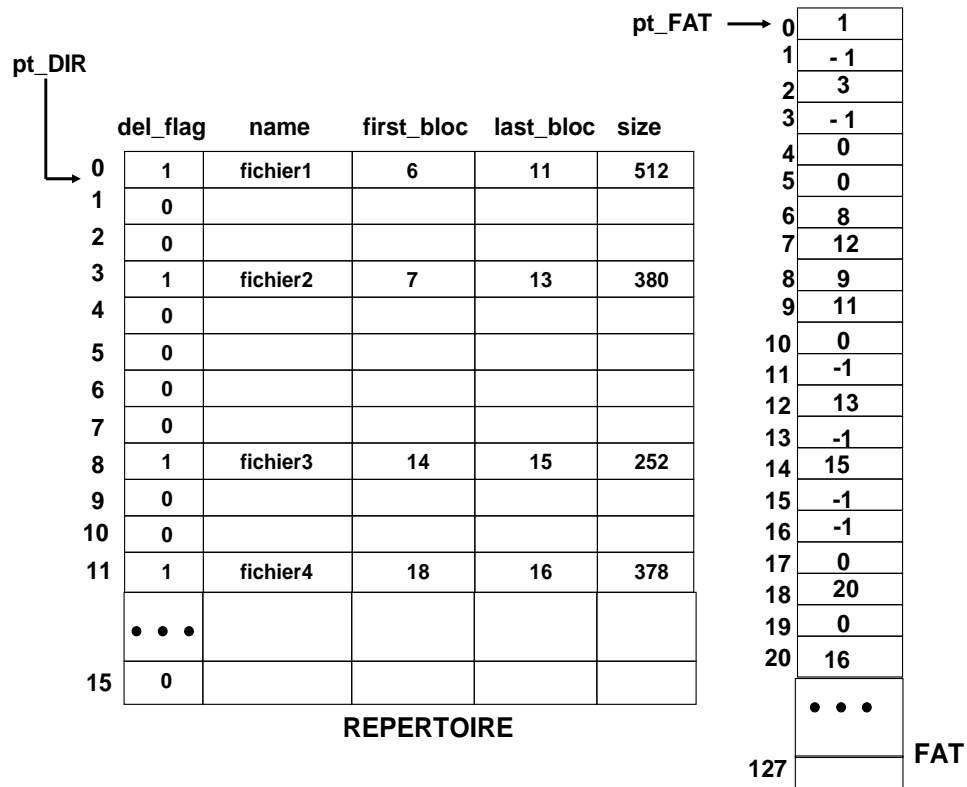 pt_FAT
pt_DIR
del_flag name first_bloc last_bloc size
0 1 fichier1 6 11 512
1 0
2 0
3 1 fichier2 7 13 380
4 0
5 0
6 0
7 0
8 1 fichier3 14 15 252
9 0
10 0
11 1 fichier4 18 16 378
• • •
15 0
REPERTOIRE
0 1
1 - 1
2 3
3 - 1
4 0
5 0
6 8
7 12
8 9
9 11
10 0
11 -1
12 13
13 -1
14 15
15 -1
16 -1
17 0
18 20
19 0
20 16
• • •
127
FAT